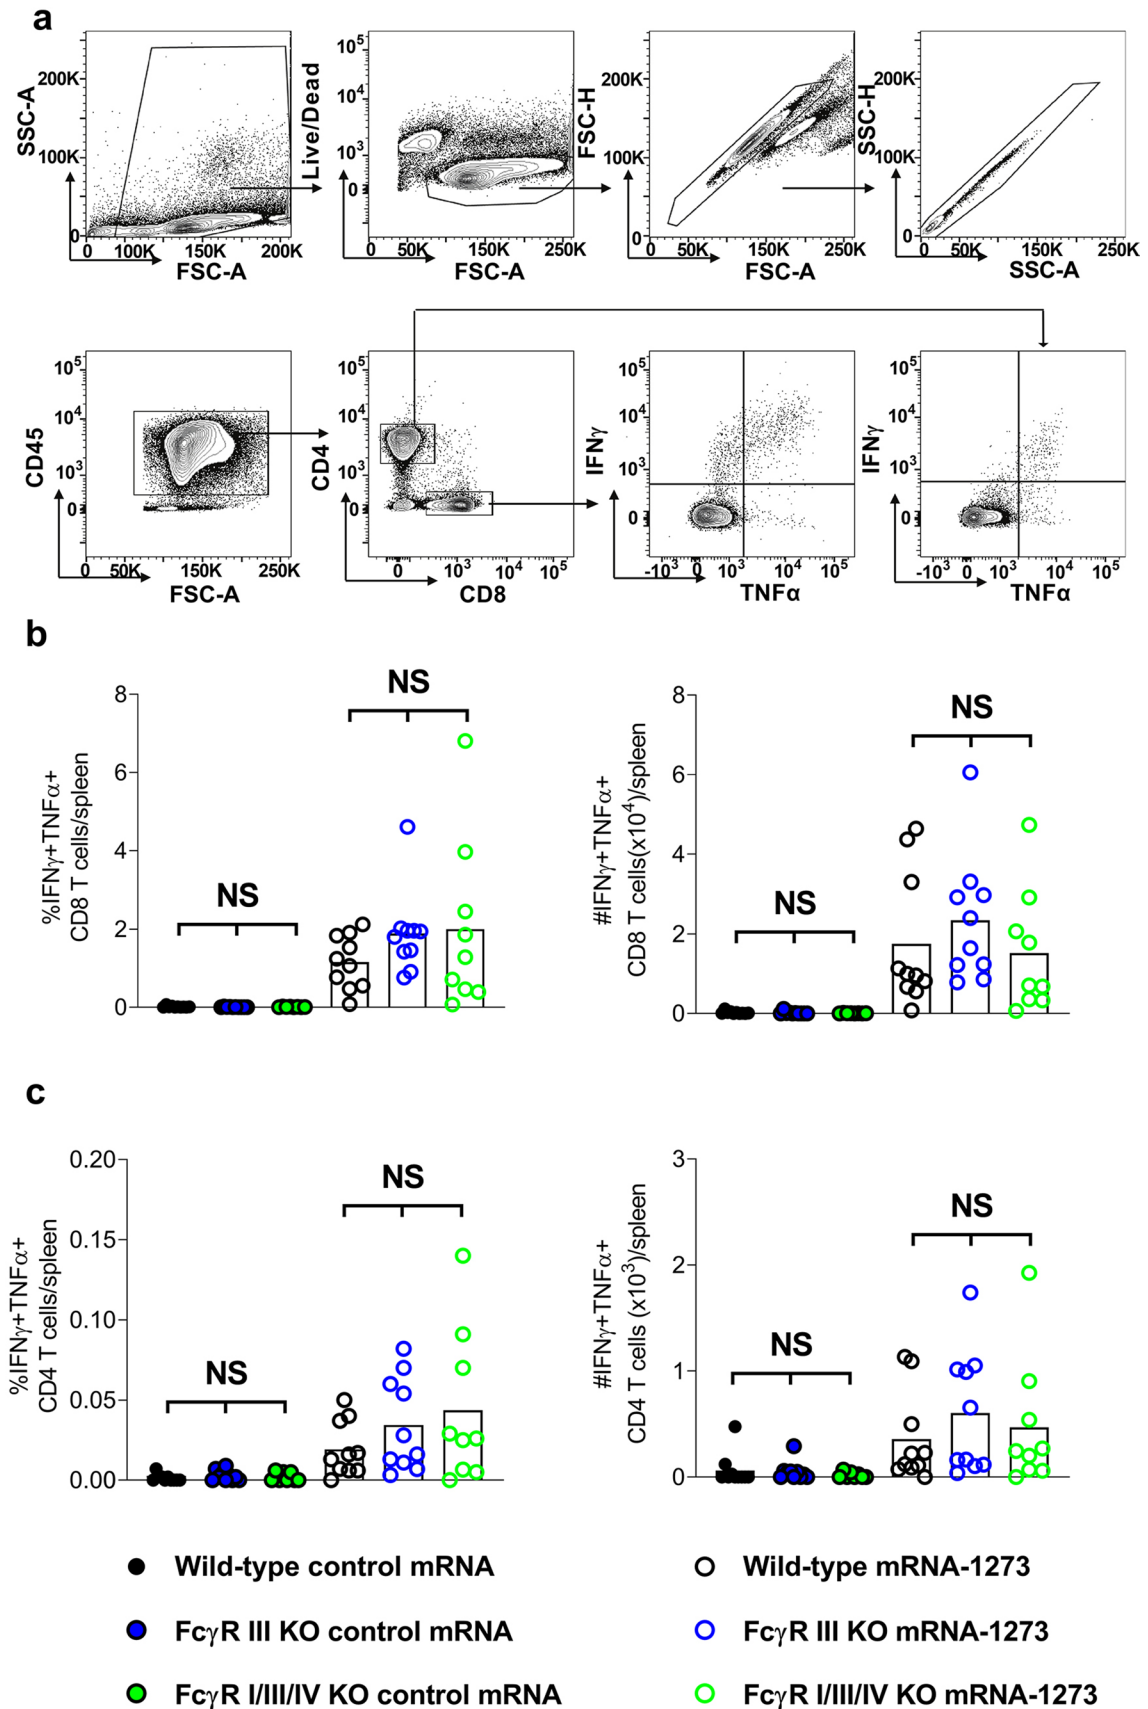 a
SSC-A
200K
100K
0
0 100K 150K 200K
FSC-A
Live/Dead
10^5
10^4
10^3
0
50K 150K 250K
FSC-A
FSC-H
200K
100K
0
0 50K 150K 250K
FSC-A
SSC-H
200K
100K
0
0 50K 150K 250K
SSC-A
CD45
10^5
10^4
10^3
0
0 50K 150K 250K
FSC-A
CD4
10^5
10^4
10^3
0
0 10^3 10^4 10^5
CD8
IFNγ
10^5
10^4
10^3
0
-10^3 0 10^3 10^4 10^5
TNFα
IFNγ
10^5
10^4
10^3
0
-10^3 0 10^3 10^4 10^5
TNFα
b
%IFNγ+TNFα+
CD8 T cells/spleen
8
6
4
2
0
NS
NS
#IFNγ+TNFα+
CD8 T cells(x10^4)/spleen
8
6
4
2
0
NS
NS
c
%IFNγ+TNFα+
CD4 T cells/spleen
0.20
0.15
0.10
0.05
0.00
NS
NS
#IFNγ+TNFα+
CD4 T cells (x10^3)/spleen
3
2
1
0
NS
NS
Wild-type control mRNA
Wild-type mRNA-1273
FcγR III KO control mRNA
FcγR III KO mRNA-1273
FcγR I/III/IV KO control mRNA
FcγR I/III/IV KO mRNA-1273